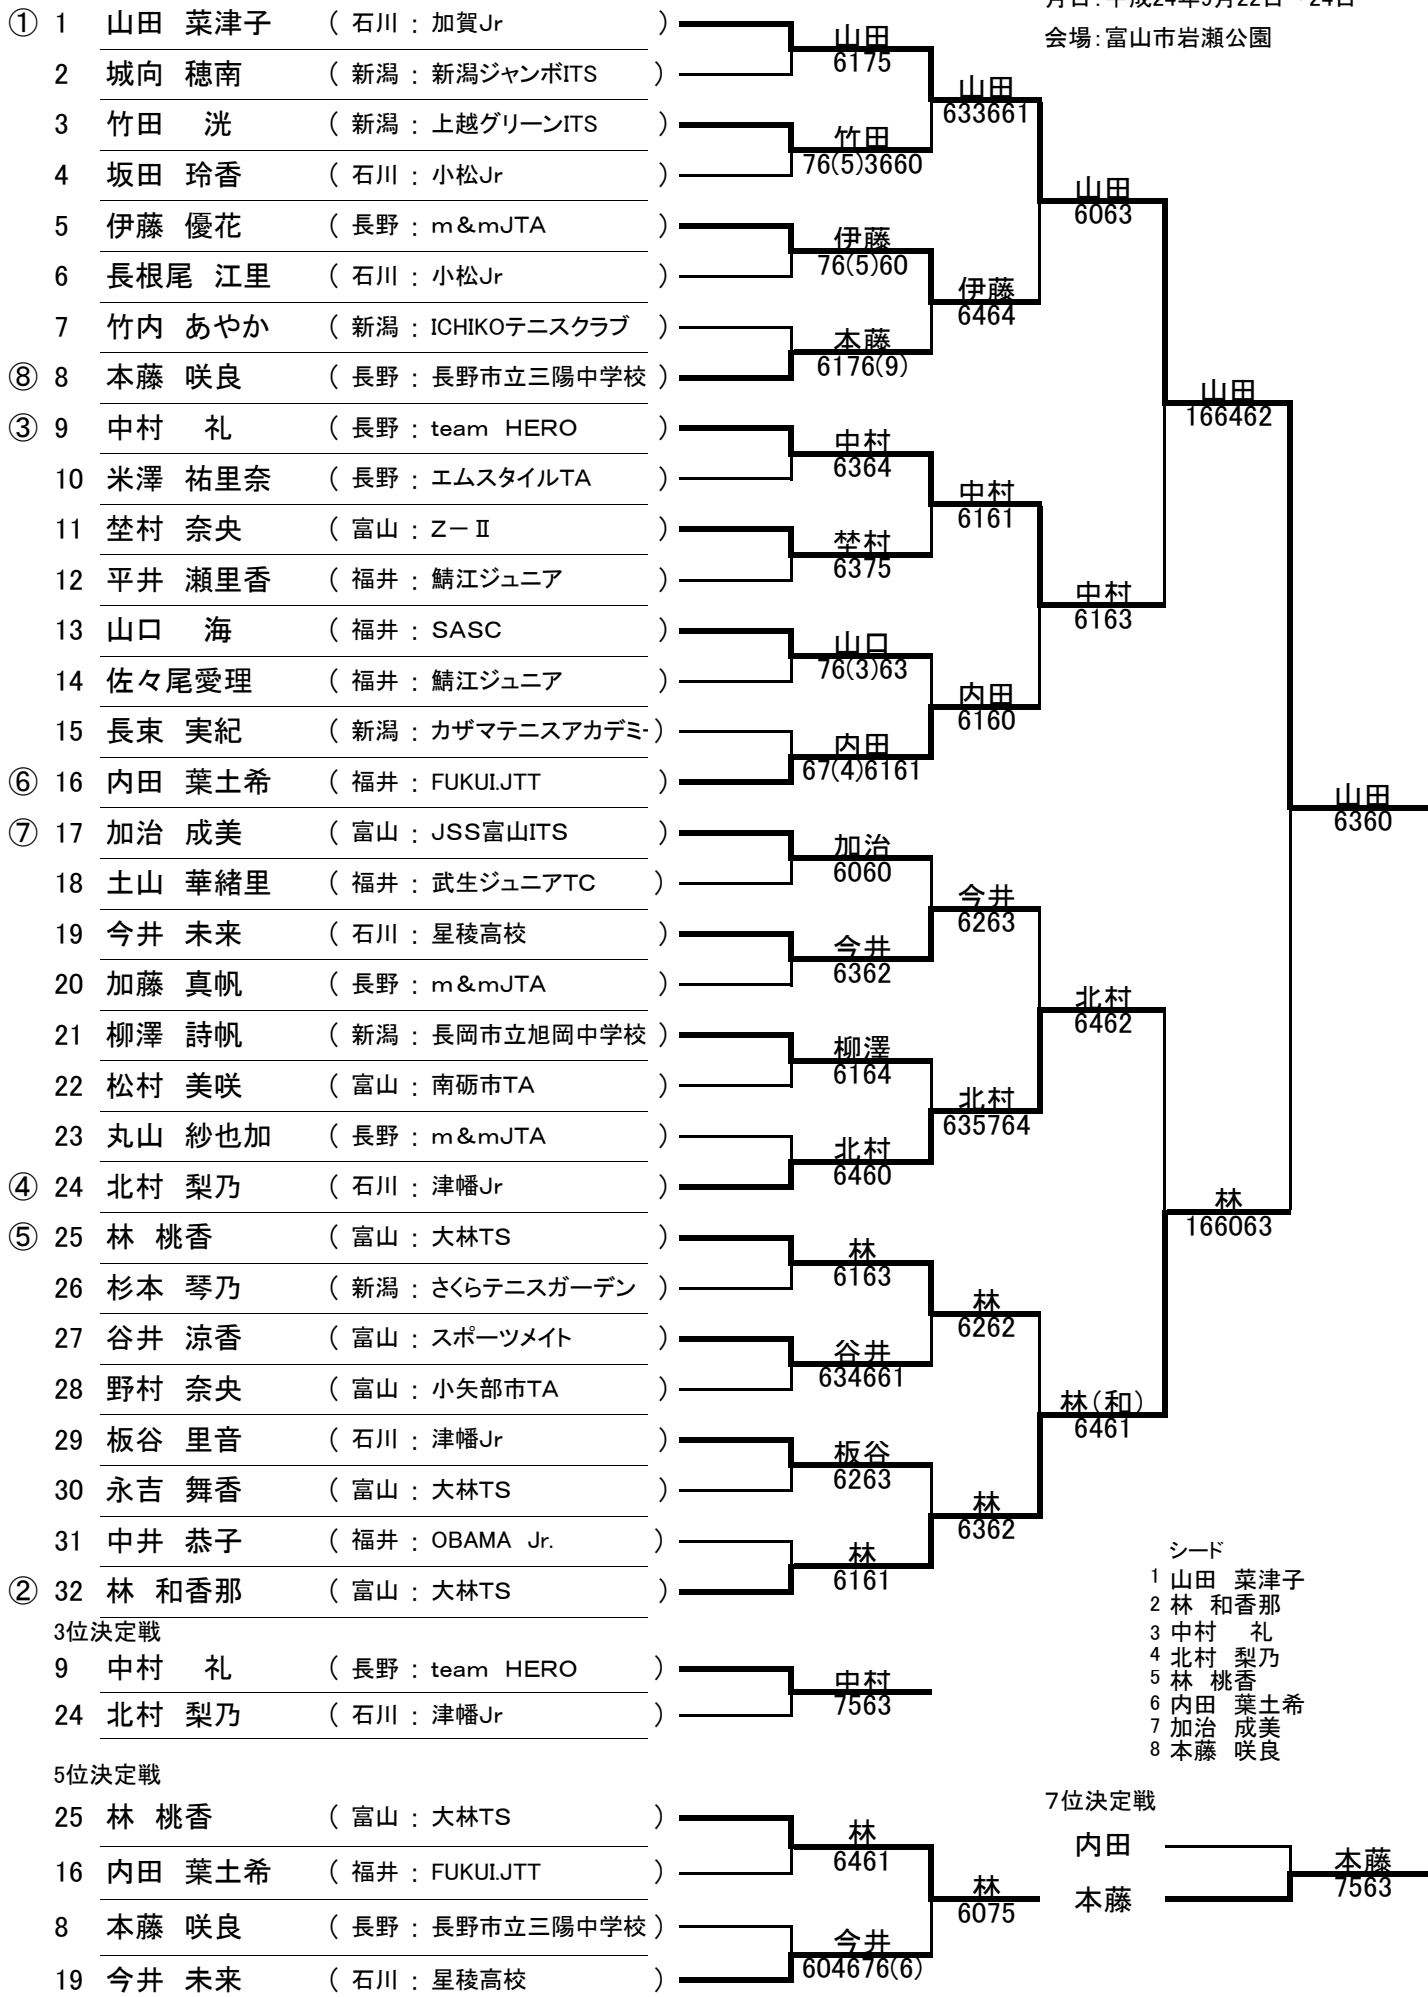 会場：富山市岩瀬公園
① 1 山田 菜津子 （ 石川 ： 加賀Jr ）
山田
6175
2 城向 穂南 （ 新潟 ： 新潟ジャンボITS ）
山田
633661
3 竹田 洸 （ 新潟 ： 上越グリーンITS ）
竹田
76(5)3660
4 坂田 玲香 （ 石川 ： 小松Jr ）
山田
6063
5 伊藤 優花 （ 長野 ： m＆mJTA ）
伊藤
76(5)60
6 長根尾 江里 （ 石川 ： 小松Jr ）
伊藤
6464
7 竹内 あやか （ 新潟 ： ICHIKOテニスクラブ ）
本藤
6176(9)
⑧ 8 本藤 咲良 （ 長野 ： 長野市立三陽中学校 ）
山田
166462
③ 9 中村 礼 （ 長野 ： team HERO ）
中村
6364
10 米澤 祐里奈 （ 長野 ： エムスタイルTA ）
中村
6161
11 埜村 奈央 （ 富山 ： Z－Ⅱ ）
埜村
6375
12 平井 瀬里香 （ 福井 ： 鯖江ジュニア ）
中村
6163
13 山口 海 （ 福井 ： SASC ）
山口
76(3)63
14 佐々尾愛理 （ 福井 ： 鯖江ジュニア ）
内田
6160
15 長束 実紀 （ 新潟 ： カザマテニスアカデミー ）
内田
67(4)6161
⑥ 16 内田 葉土希 （ 福井 ： FUKUI.JTT ）
山田
6360
⑦ 17 加治 成美 （ 富山 ： JSS富山ITS ）
加治
6060
18 土山 華緒里 （ 福井 ： 武生ジュニアTC ）
今井
6263
19 今井 未来 （ 石川 ： 星稜高校 ）
今井
6362
20 加藤 真帆 （ 長野 ： m＆mJTA ）
北村
6462
21 柳澤 詩帆 （ 新潟 ： 長岡市立旭岡中学校 ）
柳澤
6164
22 松村 美咲 （ 富山 ： 南砺市TA ）
北村
635764
23 丸山 紗也加 （ 長野 ： m＆mJTA ）
北村
6460
④ 24 北村 梨乃 （ 石川 ： 津幡Jr ）
林
166063
⑤ 25 林 桃香 （ 富山 ： 大林TS ）
林
6163
26 杉本 琴乃 （ 新潟 ： さくらテニスガーデン ）
林
6262
27 谷井 涼香 （ 富山 ： スポーツメイト ）
谷井
634661
28 野村 奈央 （ 富山 ： 小矢部市TA ）
林(和)
6461
29 板谷 里音 （ 石川 ： 津幡Jr ）
板谷
6263
30 永吉 舞香 （ 富山 ： 大林TS ）
林
6362
31 中井 恭子 （ 福井 ： OBAMA Jr. ）
林
6161
② 32 林 和香那 （ 富山 ： 大林TS ）
シード
1 山田 菜津子
2 林 和香那
3 中村 礼
4 北村 梨乃
5 林 桃香
6 内田 葉土希
7 加治 成美
8 本藤 咲良
3位決定戦
9 中村 礼 （ 長野 ： team HERO ）
中村
7563
24 北村 梨乃 （ 石川 ： 津幡Jr ）
5位決定戦
25 林 桃香 （ 富山 ： 大林TS ）
林
6461
16 内田 葉土希 （ 福井 ： FUKUI.JTT ）
林
6075
8 本藤 咲良 （ 長野 ： 長野市立三陽中学校 ）
今井
604676(6)
19 今井 未来 （ 石川 ： 星稜高校 ）
７位決定戦
内田
本藤
7563
本藤